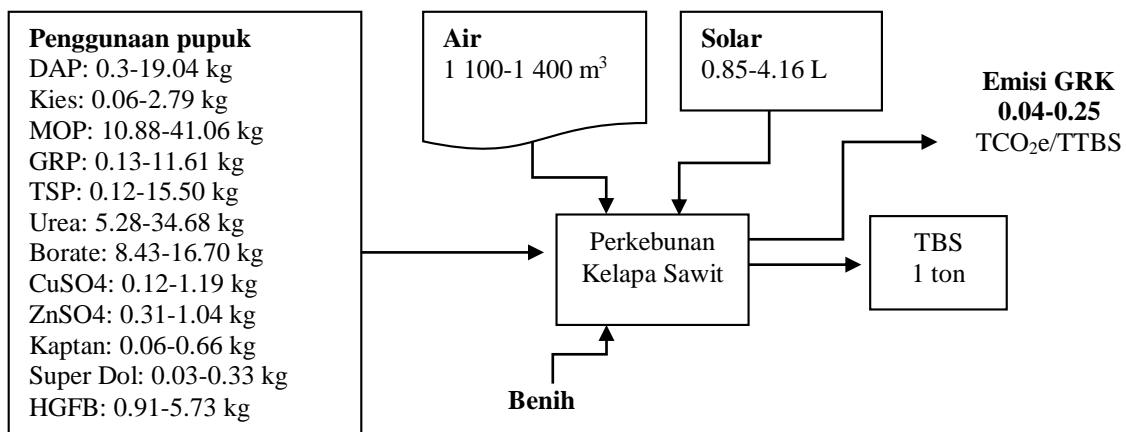 Penggunaan pupuk
DAP: 0.3-19.04 kg
Kies: 0.06-2.79 kg
MOP: 10.88-41.06 kg
GRP: 0.13-11.61 kg
TSP: 0.12-15.50 kg
Urea: 5.28-34.68 kg
Borate: 8.43-16.70 kg
CuSO4: 0.12-1.19 kg
ZnSO4: 0.31-1.04 kg
Kaptan: 0.06-0.66 kg
Super Dol: 0.03-0.33 kg
HGFB: 0.91-5.73 kg
Air
1 100-1 400 m³
Solar
0.85-4.16 L
Emisi GRK
0.04-0.25
TCO₂e/TTBS
Perkebunan
Kelapa Sawit
TBS
1 ton
Benih